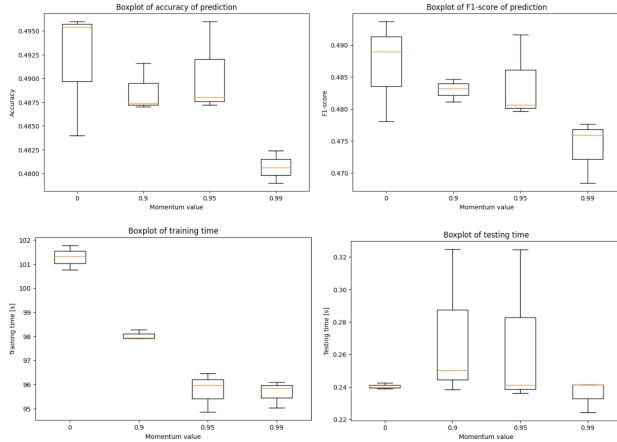 Boxplot of accuracy of prediction
Accuracy
0.4950
0.4925
0.4900
0.4875
0.4850
0.4825
0.4800
0 0.9 0.95 0.99
Momentum value
Boxplot of F1-score of prediction
F1-score
0.490
0.485
0.480
0.475
0.470
0 0.9 0.95 0.99
Momentum value
Boxplot of training time
Training time [s]
102
101
100
99
98
97
96
95
0 0.9 0.95 0.99
Momentum value
Boxplot of testing time
Testing time [s]
0.32
0.30
0.28
0.26
0.24
0.22
0 0.9 0.95 0.99
Momentum value